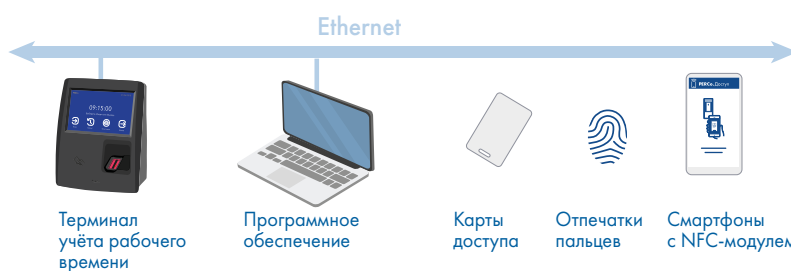 Ethernet
09:15:00
PERCo. Доступ
Терминал
учёта рабочего
времени
Программное
обеспечение
Карты
доступа
Отпечатки
пальцев
Смартфоны
с NFC-модулем